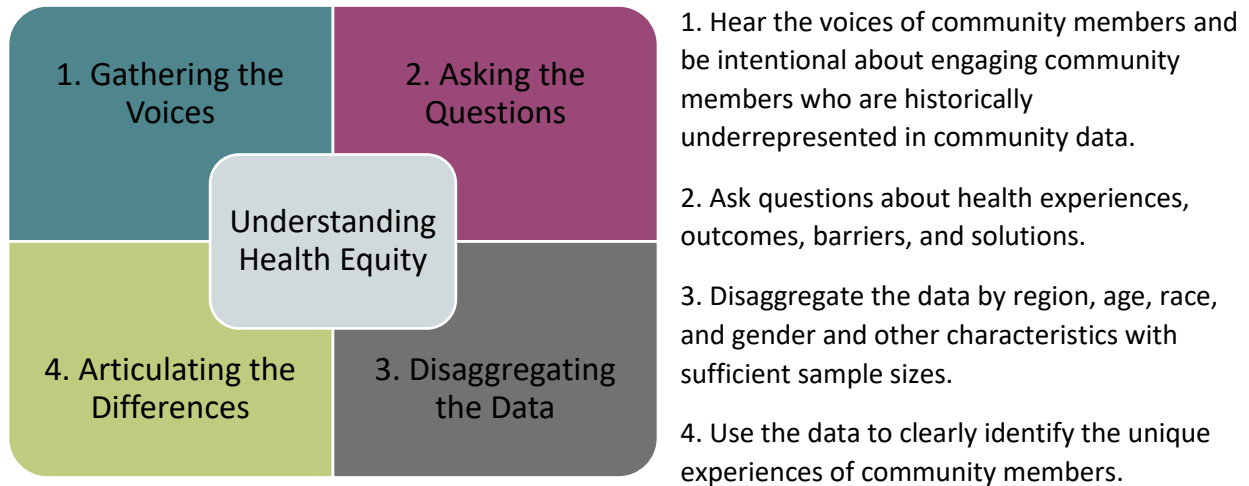 1. Gathering the
Voices
2. Asking the
Questions
Understanding
Health Equity
4. Articulating the
Differences
3. Disaggregating
the Data
1. Hear the voices of community members and
be intentional about engaging community
members who are historically
underrepresented in community data.
2. Ask questions about health experiences,
outcomes, barriers, and solutions.
3. Disaggregate the data by region, age, race,
and gender and other characteristics with
sufficient sample sizes.
4. Use the data to clearly identify the unique
experiences of community members.